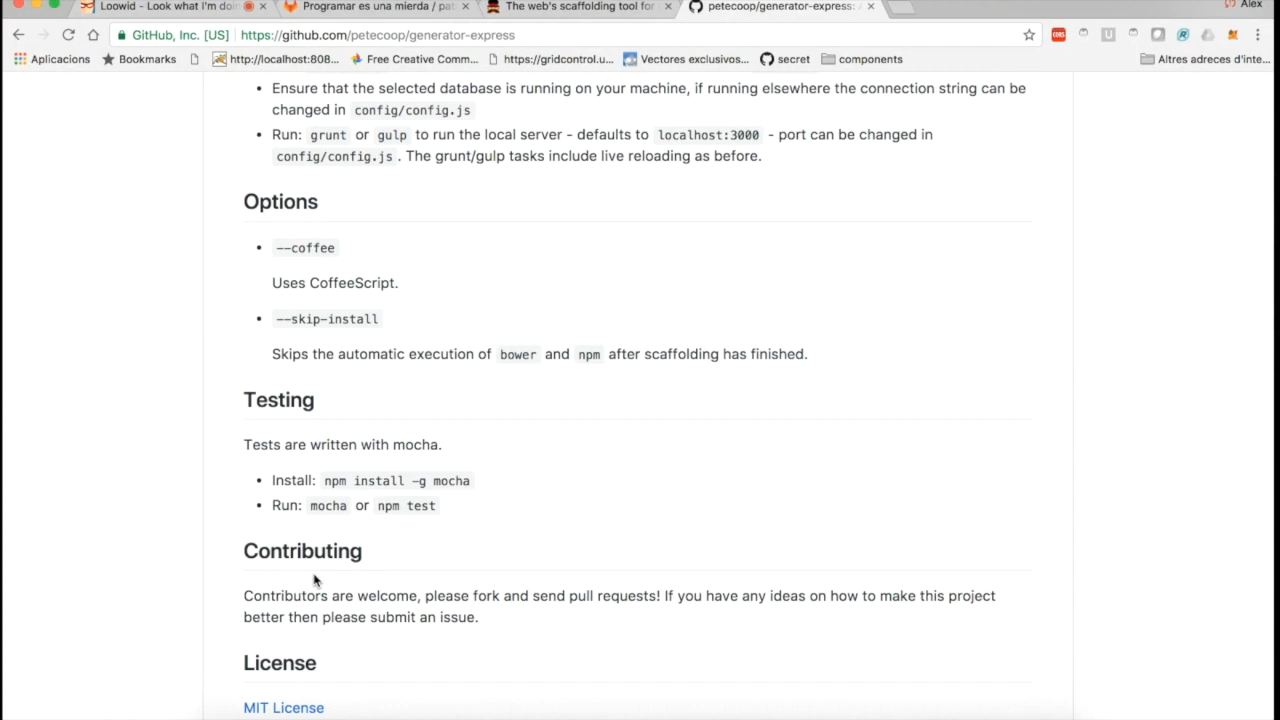 Loowid - Look what I'm doin
Programar es una mierda / pat
The web's scaffolding tool for
petecoop/generator-express:
Alex
GitHub, Inc. [US]
https://github.com/petecoop/generator-express
CORS
Aplicacions
Bookmarks
http://localhost:808...
Free Creative Comm...
https://gridcontrol.u...
Vectores exclusivos...
secret
components
Altres adreces d'inte...
• Ensure that the selected database is running on your machine, if running elsewhere the connection string can be
changed in config/config.js
• Run: grunt or gulp to run the local server - defaults to localhost:3000 - port can be changed in
config/config.js. The grunt/gulp tasks include live reloading as before.
Options
• --coffee
Uses CoffeeScript.
• --skip-install
Skips the automatic execution of bower and npm after scaffolding has finished.
Testing
Tests are written with mocha.
• Install: npm install -g mocha
• Run: mocha or npm test
Contributing
Contributors are welcome, please fork and send pull requests! If you have any ideas on how to make this project
better then please submit an issue.
License
MIT License